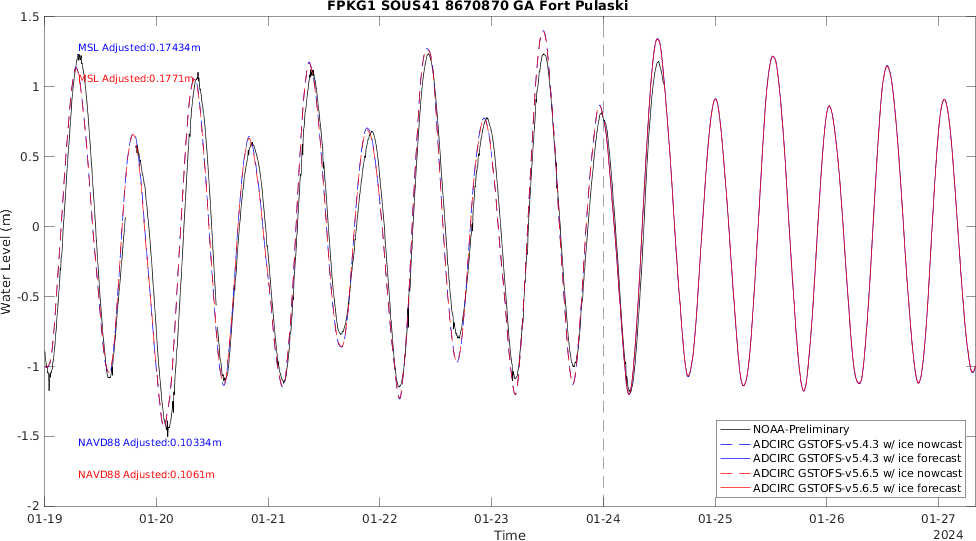 FPKG1 SOUS41 8670870 GA Fort Pulaski
1.5
1
0.5
0
-0.5
-1
-1.5
-2
Water Level (m)
MSL Adjusted:0.17434m
MSL Adjusted:0.1771m
NAVD88 Adjusted:0.10334m
NAVD88 Adjusted:0.1061m
NOAA-Preliminary
ADCIRC GSTOFS-v5.4.3 w/ ice nowcast
ADCIRC GSTOFS-v5.4.3 w/ ice forecast
ADCIRC GSTOFS-v5.6.5 w/ ice nowcast
ADCIRC GSTOFS-v5.6.5 w/ ice forecast
01-19 01-20 01-21 01-22 01-23 01-24 01-25 01-26 01-27
Time
2024